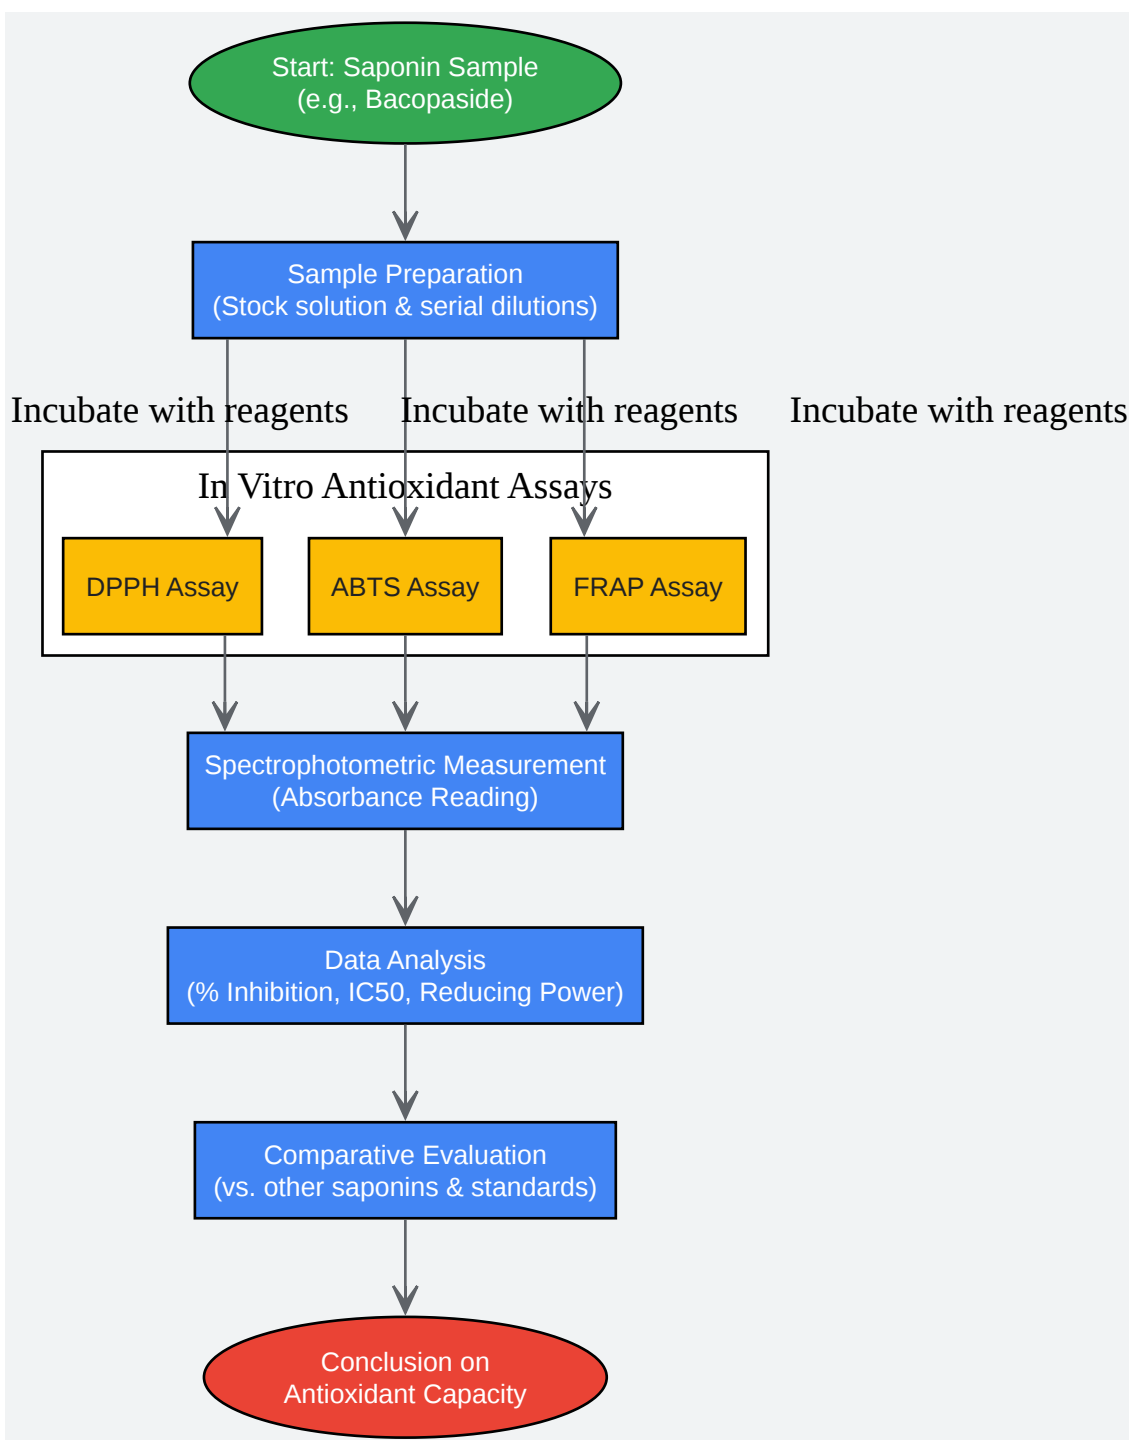 Start: Saponin Sample
(e.g., Bacopaside)
Sample Preparation
(Stock solution & serial dilutions)
Incubate with reagents
Incubate with reagents
Incubate with reagents
In Vitro Antioxidant Assays
DPPH Assay
ABTS Assay
FRAP Assay
Spectrophotometric Measurement
(Absorbance Reading)
Data Analysis
(% Inhibition, IC50, Reducing Power)
Comparative Evaluation
(vs. other saponins & standards)
Conclusion on
Antioxidant Capacity